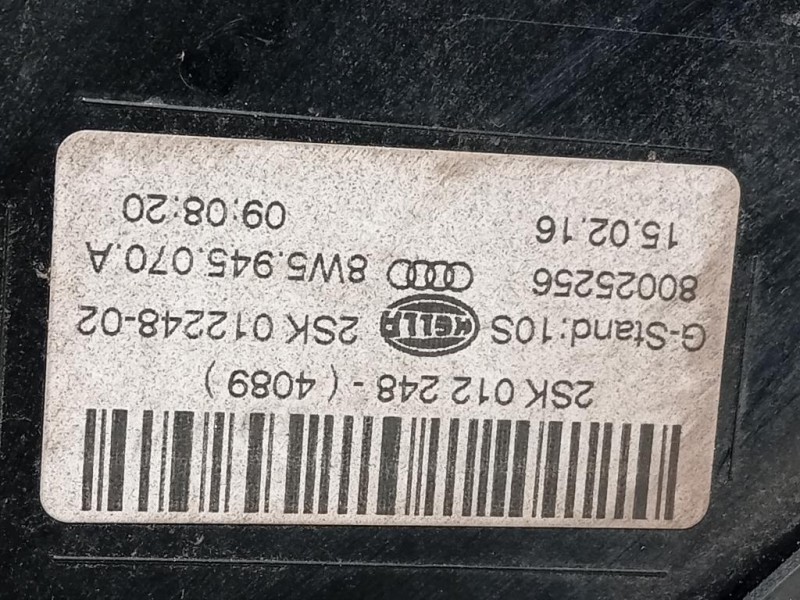 2SK 012 248 - ( 4089 )
G-Stand:10S HELLA 2SK 012248-02
80025256 8W5.945.070.A
15.02.16 09:08:20